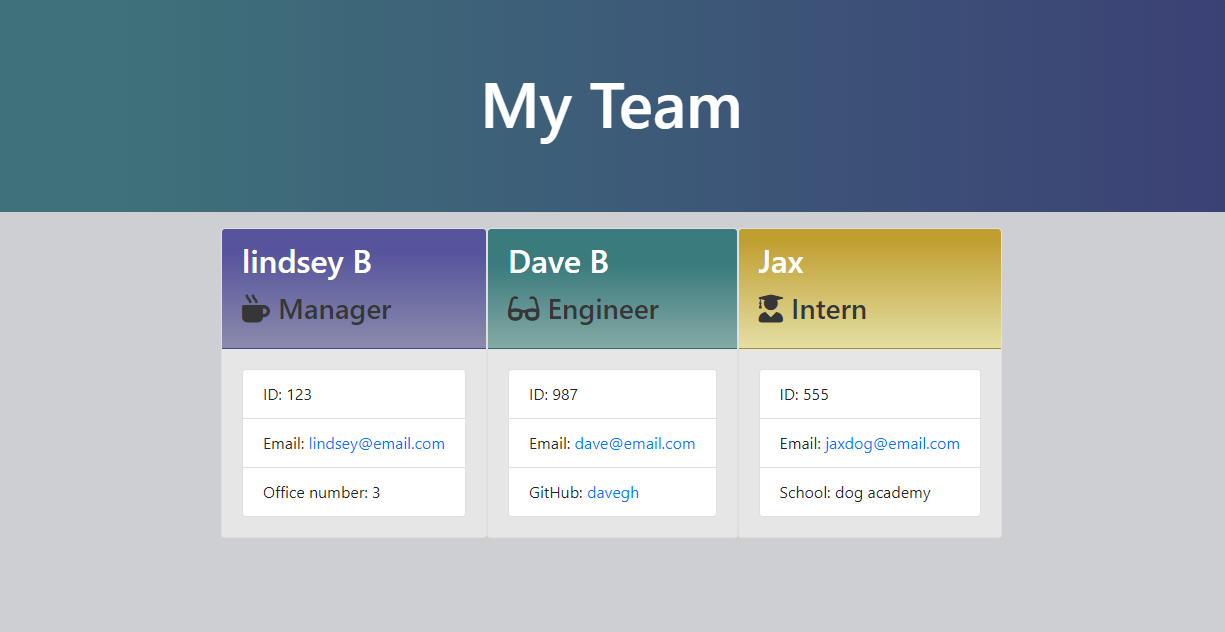 My Team
lindsey B
Manager
ID: 123
Email: lindsey@email.com
Office number: 3
Dave B
Engineer
ID: 987
Email: dave@email.com
GitHub: davegh
Jax
Intern
ID: 555
Email: jaxdog@email.com
School: dog academy